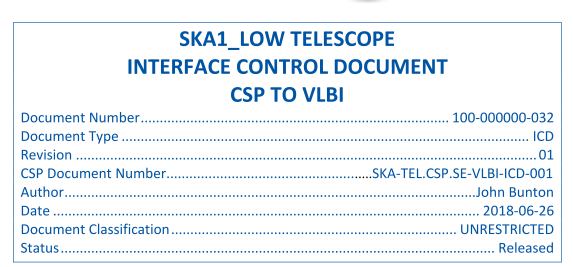 SKA1_LOW TELESCOPE
INTERFACE CONTROL DOCUMENT
CSP TO VLBI
Document Number.......................................................................... 100-000000-032
Document Type ................................................................................................... ICD
Revision ................................................................................................................ 01
CSP Document Number.....................................................SKA-TEL.CSP.SE-VLBI-ICD-001
Author....................................................................................................John Bunton
Date ....................................................................................................... 2018-06-26
Document Classification..................................................................... UNRESTRICTED
Status......................................................................................................... Released